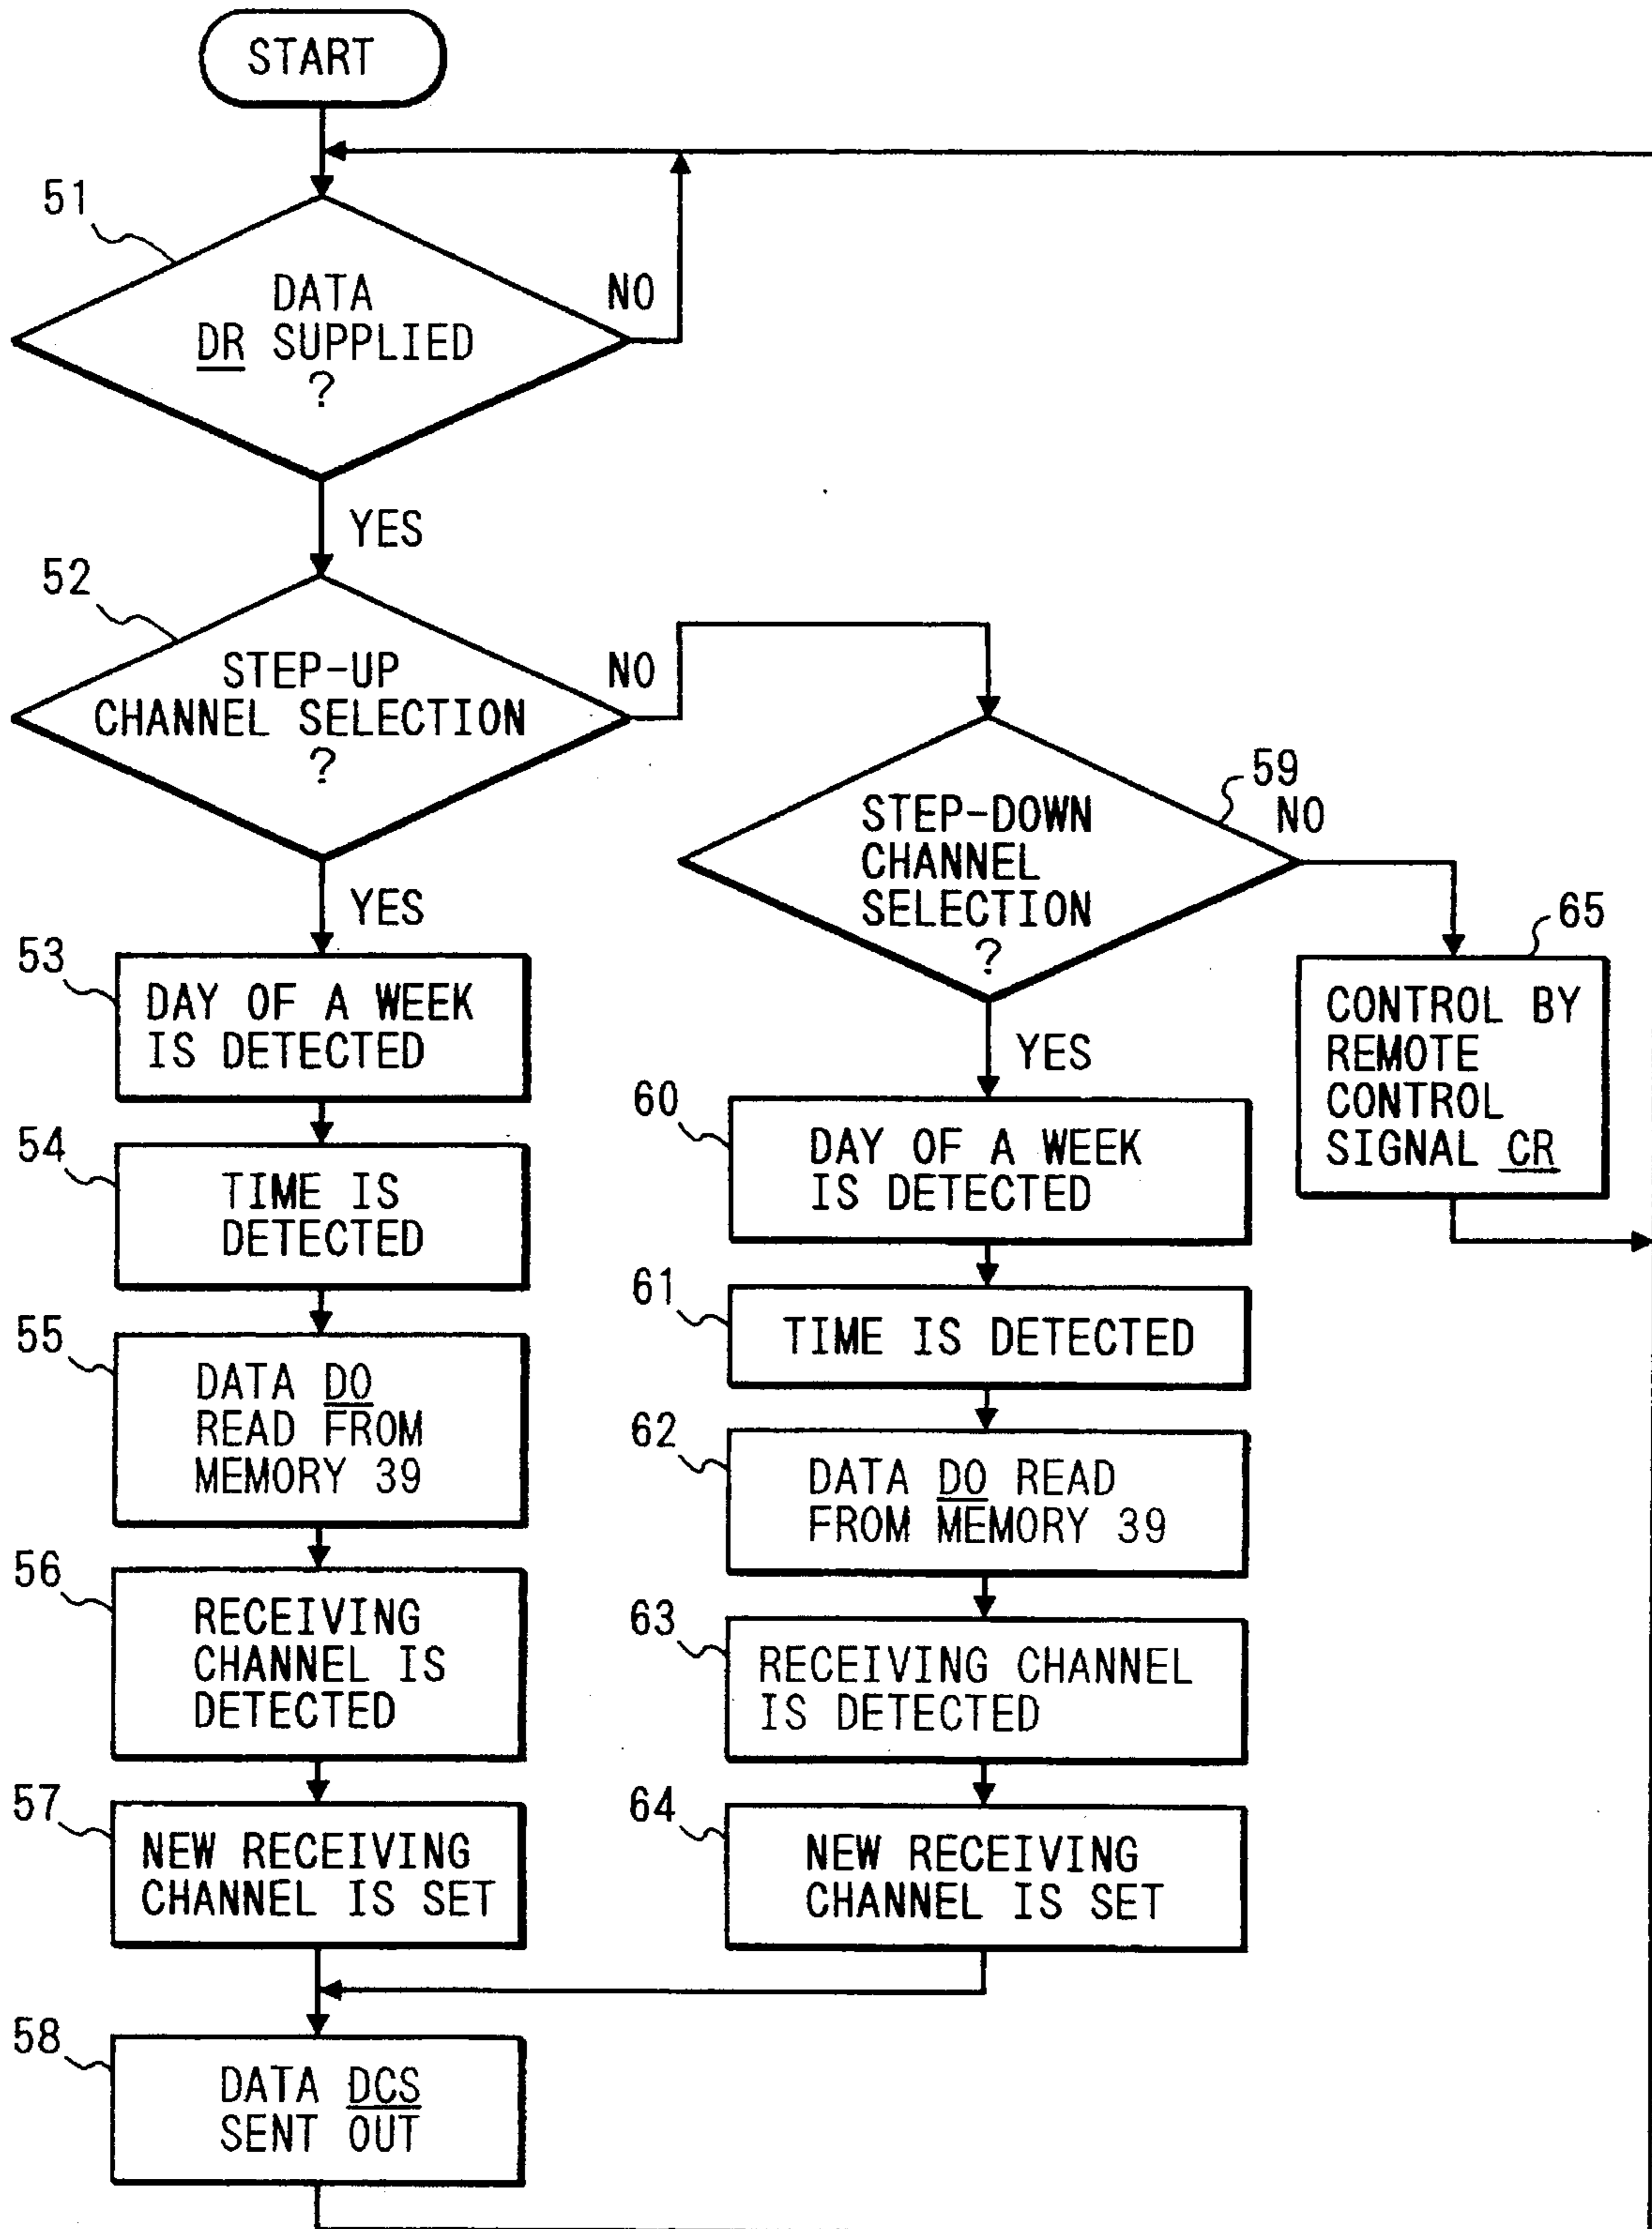 START
51
DATA
DR SUPPLIED
?
NO
YES
52
STEP-UP
CHANNEL SELECTION
?
NO
YES
59
STEP-DOWN
CHANNEL
SELECTION
?
NO
YES
65
CONTROL BY
REMOTE
CONTROL
SIGNAL CR
53
DAY OF A WEEK
IS DETECTED
54
TIME IS
DETECTED
55
DATA DO
READ FROM
MEMORY 39
56
RECEIVING
CHANNEL IS
DETECTED
57
NEW RECEIVING
CHANNEL IS SET
60
DAY OF A WEEK
IS DETECTED
61
TIME IS DETECTED
62
DATA DO READ
FROM MEMORY 39
63
RECEIVING CHANNEL
IS DETECTED
64
NEW RECEIVING
CHANNEL IS SET
58
DATA DCS
SENT OUT